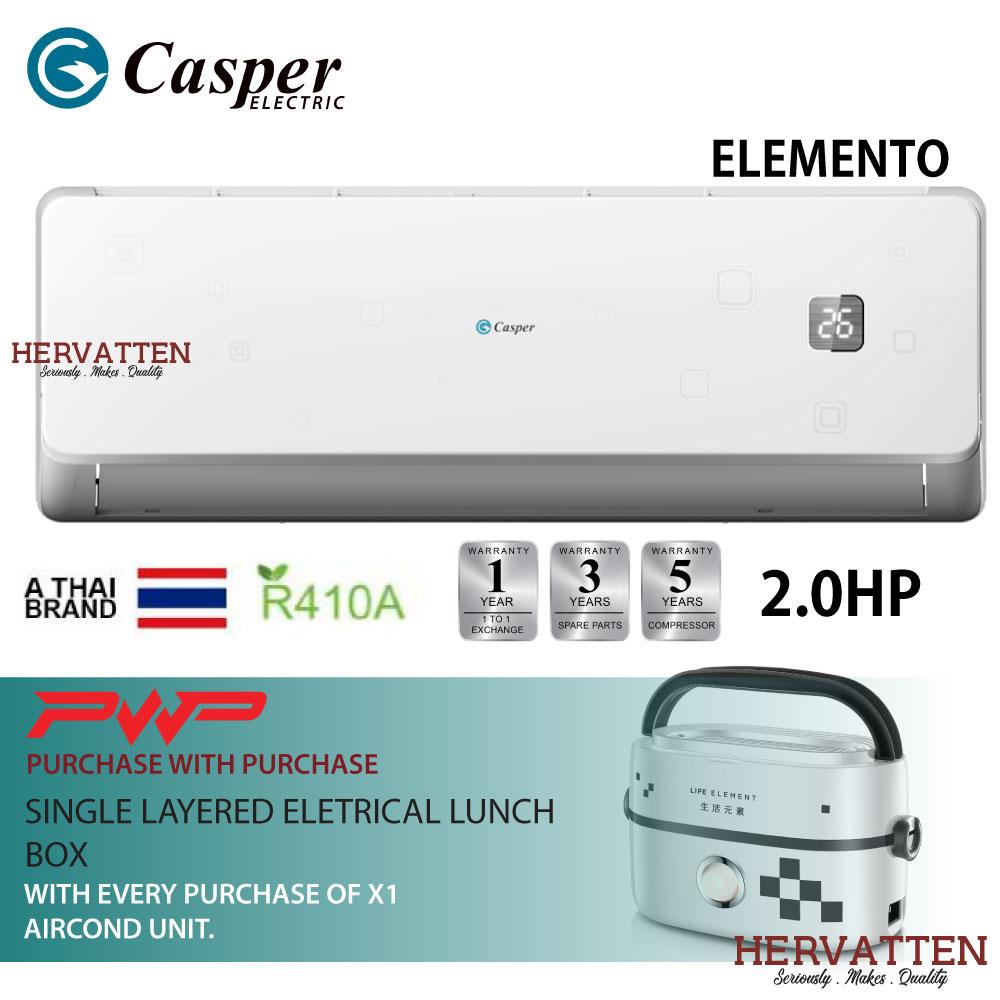 Casper
ELECTRIC
ELEMENTO
Casper
26
HERVATTEN
Seriously . Makes . Quality
A THAI
BRAND
R410A
WARRANTY
1
YEAR
1 TO 1
EXCHANGE
WARRANTY
3
YEARS
SPARE PARTS
WARRANTY
5
YEARS
COMPRESSOR
2.0HP
PWP
PURCHASE WITH PURCHASE
SINGLE LAYERED ELETRICAL LUNCH
BOX
WITH EVERY PURCHASE OF X1
AIRCOND UNIT.
LIFE ELEMENT
生活元素
HERVATTEN
Seriously . Makes . Quality